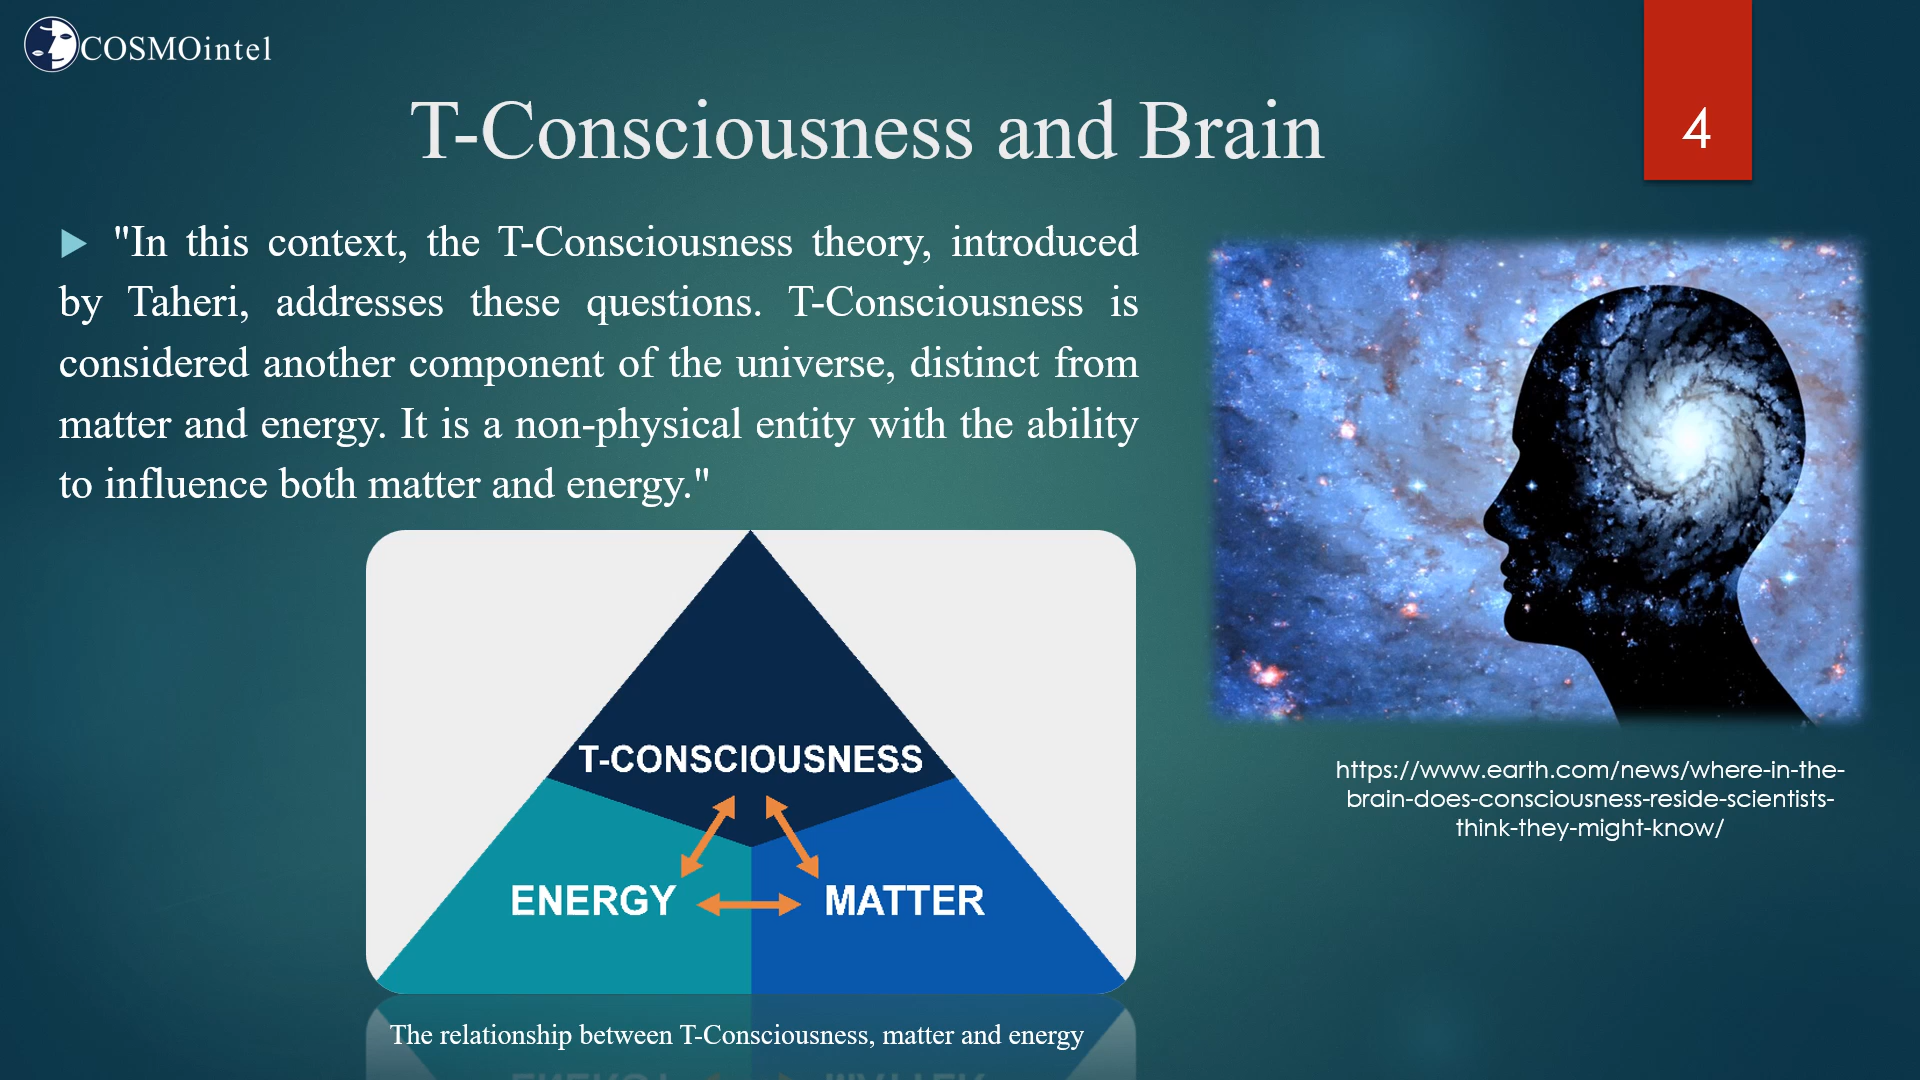 COSMOintel
T-Consciousness and Brain
4
"In this context, the T-Consciousness theory, introduced
by Taheri, addresses these questions. T-Consciousness is
considered another component of the universe, distinct from
matter and energy. It is a non-physical entity with the ability
to influence both matter and energy."
T-CONSCIOUSNESS
ENERGY
MATTER
The relationship between T-Consciousness, matter and energy
https://www.earth.com/news/where-in-the-
brain-does-consciousness-reside-scientists-
think-they-might-know/